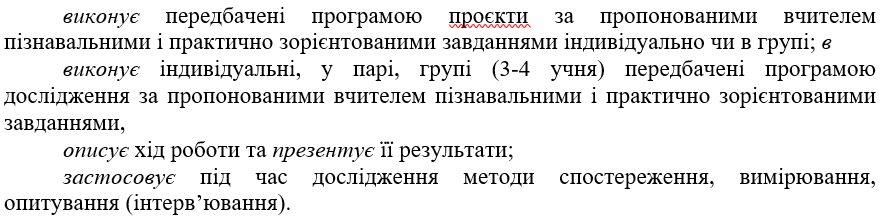 виконує передбачені програмою проєкти за пропонованими вчителем
пізнавальними і практично зорієнтованими завданнями індивідуально чи в групі; в
виконує індивідуальні, у парі, групі (3-4 учня) передбачені програмою
дослідження за пропонованими вчителем пізнавальними і практично зорієнтованими
завданнями,
описує хід роботи та презентує її результати;
застосовує під час дослідження методи спостереження, вимірювання,
опитування (інтерв’ювання).